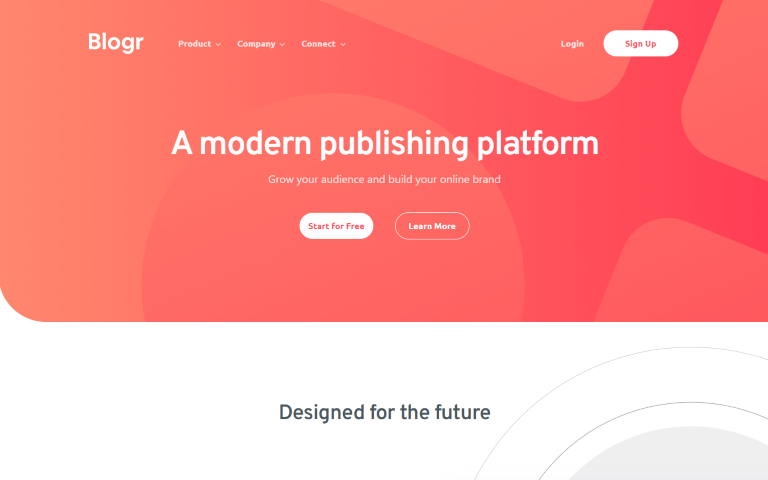 Blogr
Product
Company
Connect
Login
Sign Up
A modern publishing platform
Grow your audience and build your online brand
Start for Free
Learn More
Designed for the future